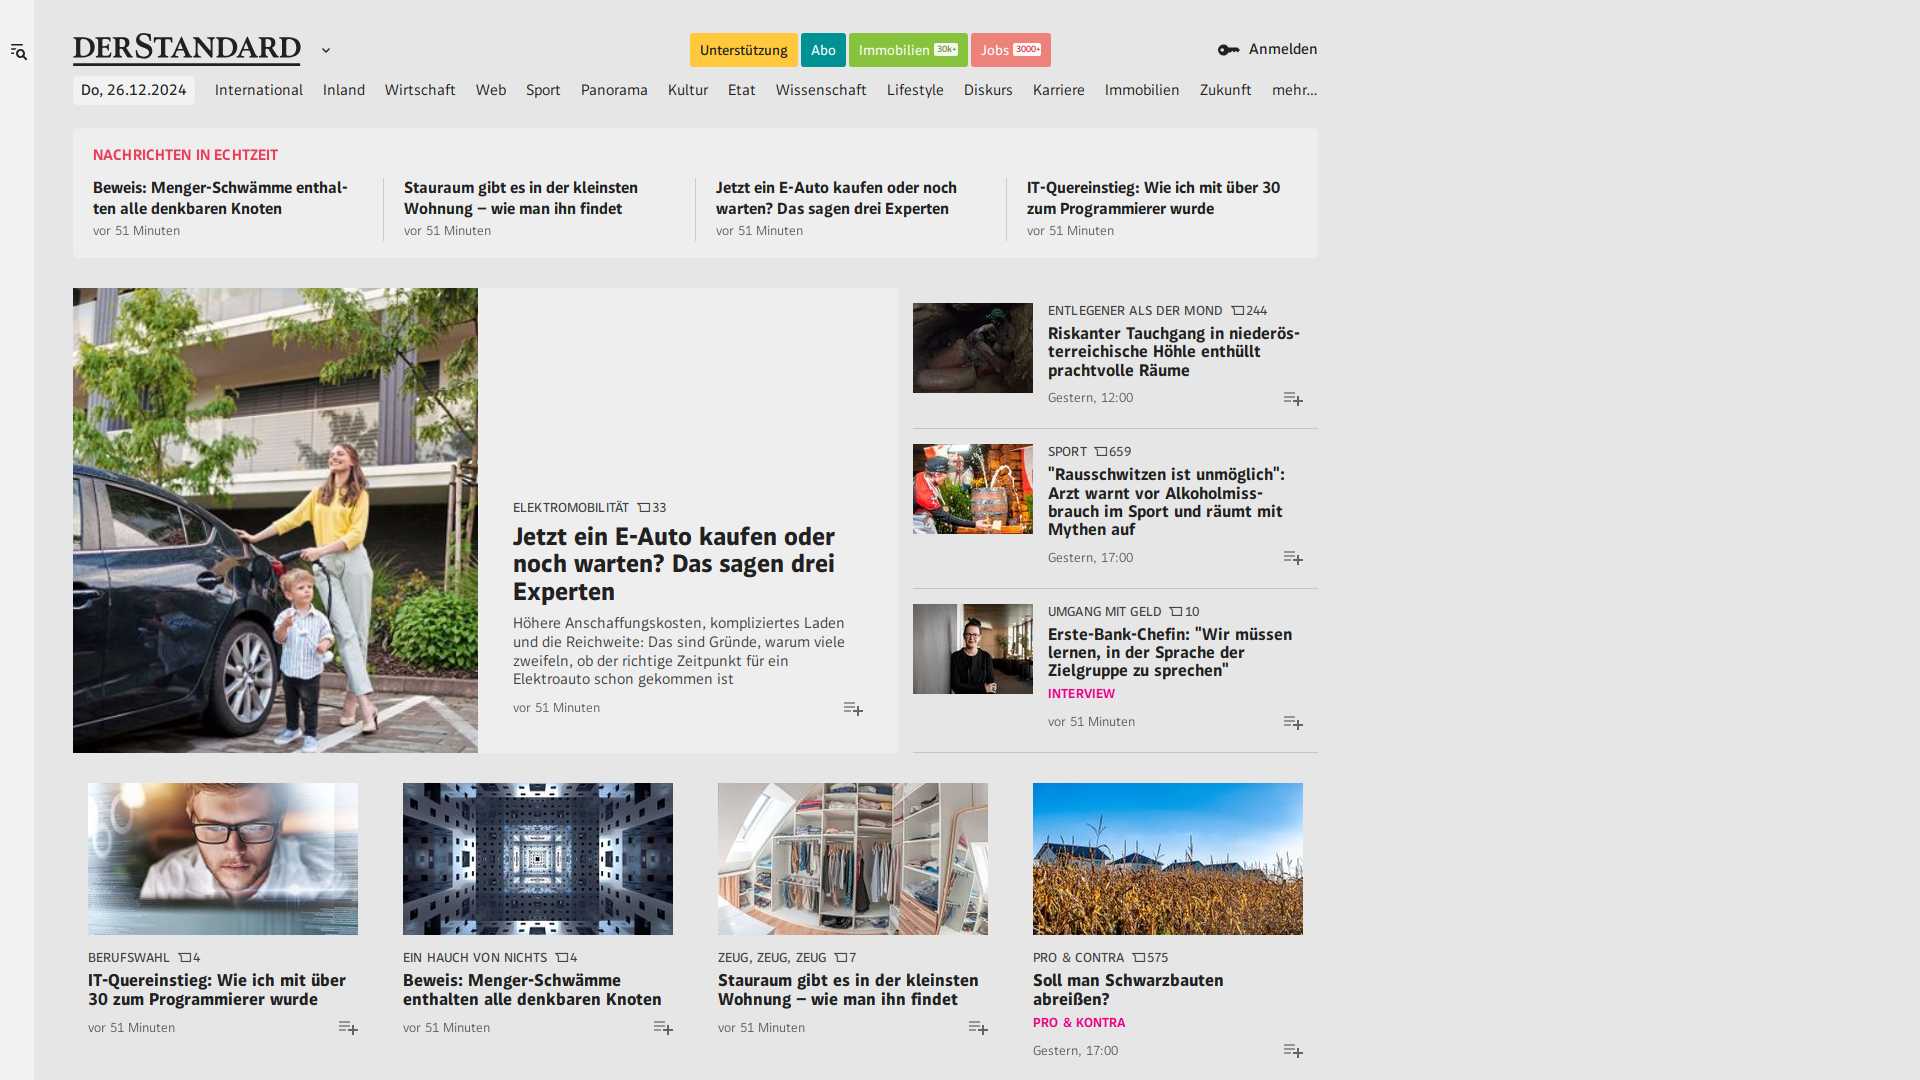 DERSTANDARD
Unterstützung
Abo
Immobilien 30k+
Jobs 3000+
Anmelden
Do, 26.12.2024
International
Inland
Wirtschaft
Web
Sport
Panorama
Kultur
Etat
Wissenschaft
Lifestyle
Diskurs
Karriere
Immobilien
Zukunft
mehr...
NACHRICHTEN IN ECHTZEIT
Beweis: Menger-Schwämme enthal-
ten alle denkbaren Knoten
vor 51 Minuten
Stauraum gibt es in der kleinsten
Wohnung – wie man ihn findet
vor 51 Minuten
Jetzt ein E-Auto kaufen oder noch
warten? Das sagen drei Experten
vor 51 Minuten
IT-Quereinstieg: Wie ich mit über 30
zum Programmierer wurde
vor 51 Minuten
ELEKTROMOBILITÄT 33
Jetzt ein E-Auto kaufen oder
noch warten? Das sagen drei
Experten
Höhere Anschaffungskosten, kompliziertes Laden
und die Reichweite: Das sind Gründe, warum viele
zweifeln, ob der richtige Zeitpunkt für ein
Elektroauto schon gekommen ist
vor 51 Minuten
ENTLEGENER ALS DER MOND 244
Riskanter Tauchgang in niederös-
terreichische Höhle enthüllt
prachtvolle Räume
Gestern, 12:00
SPORT 659
"Rausschwitzen ist unmöglich":
Arzt warnt vor Alkoholmiss-
brauch im Sport und räumt mit
Mythen auf
Gestern, 17:00
UMGANG MIT GELD 10
Erste-Bank-Chefin: "Wir müssen
lernen, in der Sprache der
Zielgruppe zu sprechen"
INTERVIEW
vor 51 Minuten
BERUFSWAHL 4
IT-Quereinstieg: Wie ich mit über
30 zum Programmierer wurde
vor 51 Minuten
EIN HAUCH VON NICHTS 4
Beweis: Menger-Schwämme
enthalten alle denkbaren Knoten
vor 51 Minuten
ZEUG, ZEUG, ZEUG 7
Stauraum gibt es in der kleinsten
Wohnung – wie man ihn findet
vor 51 Minuten
PRO & CONTRA 575
Soll man Schwarzbauten
abreißen?
PRO & KONTRA
Gestern, 17:00